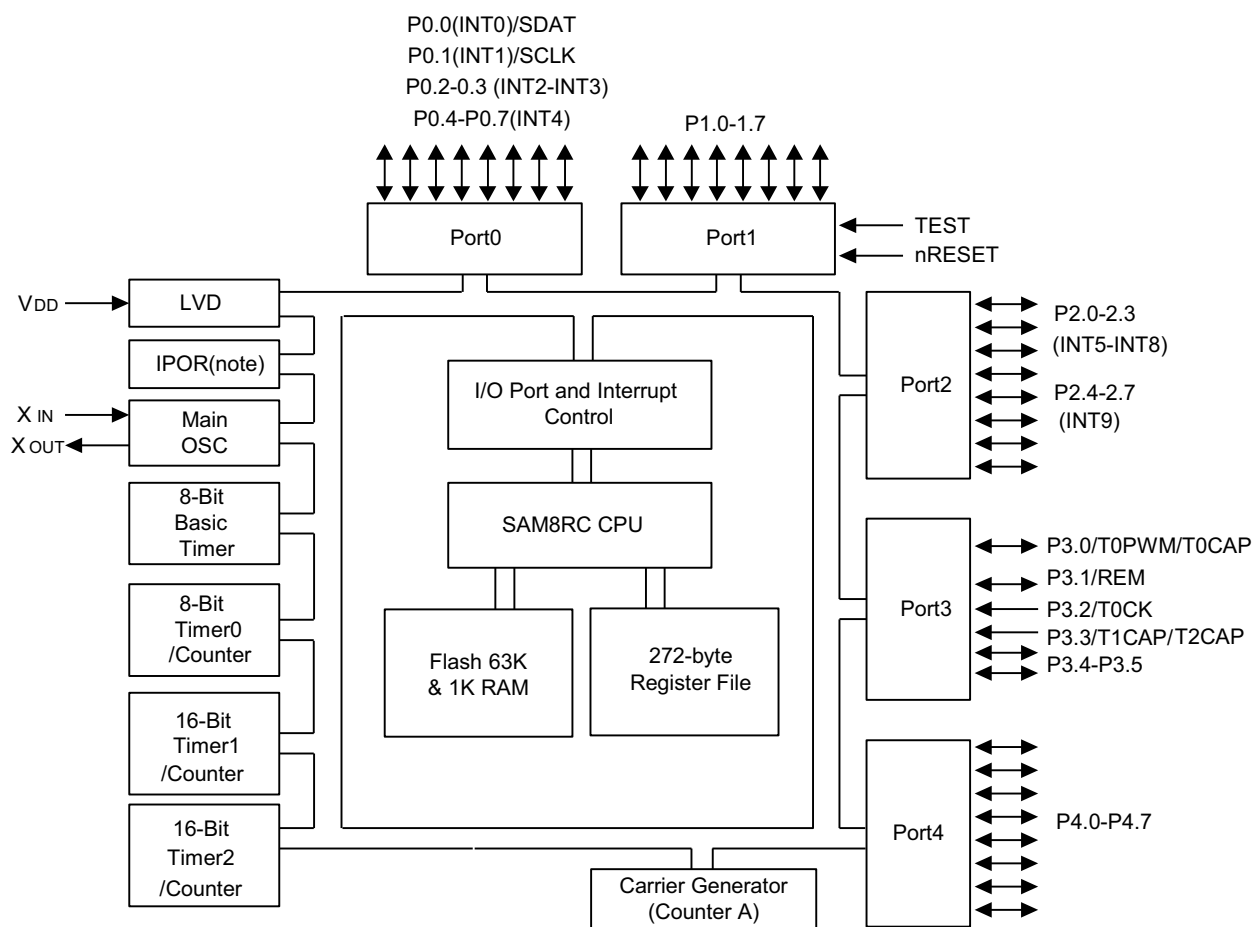 P0.0(INT0)/SDAT
P0.1(INT1)/SCLK
P0.2-0.3 (INT2-INT3)
P0.4-P0.7(INT4)
P1.0-1.7
Port0
Port1
TEST
nRESET
VDD
LVD
IPOR(note)
XIN
XOUT
Main
OSC
8-Bit
Basic
Timer
8-Bit
Timer0
/Counter
16-Bit
Timer1
/Counter
16-Bit
Timer2
/Counter
I/O Port and Interrupt
Control
SAM8RC CPU
Flash 63K
& 1K RAM
272-byte
Register File
Carrier Generator
(Counter A)
Port2
P2.0-2.3
(INT5-INT8)
P2.4-2.7
(INT9)
Port3
P3.0/T0PWM/T0CAP
P3.1/REM
P3.2/T0CK
P3.3/T1CAP/T2CAP
P3.4-P3.5
Port4
P4.0-P4.7